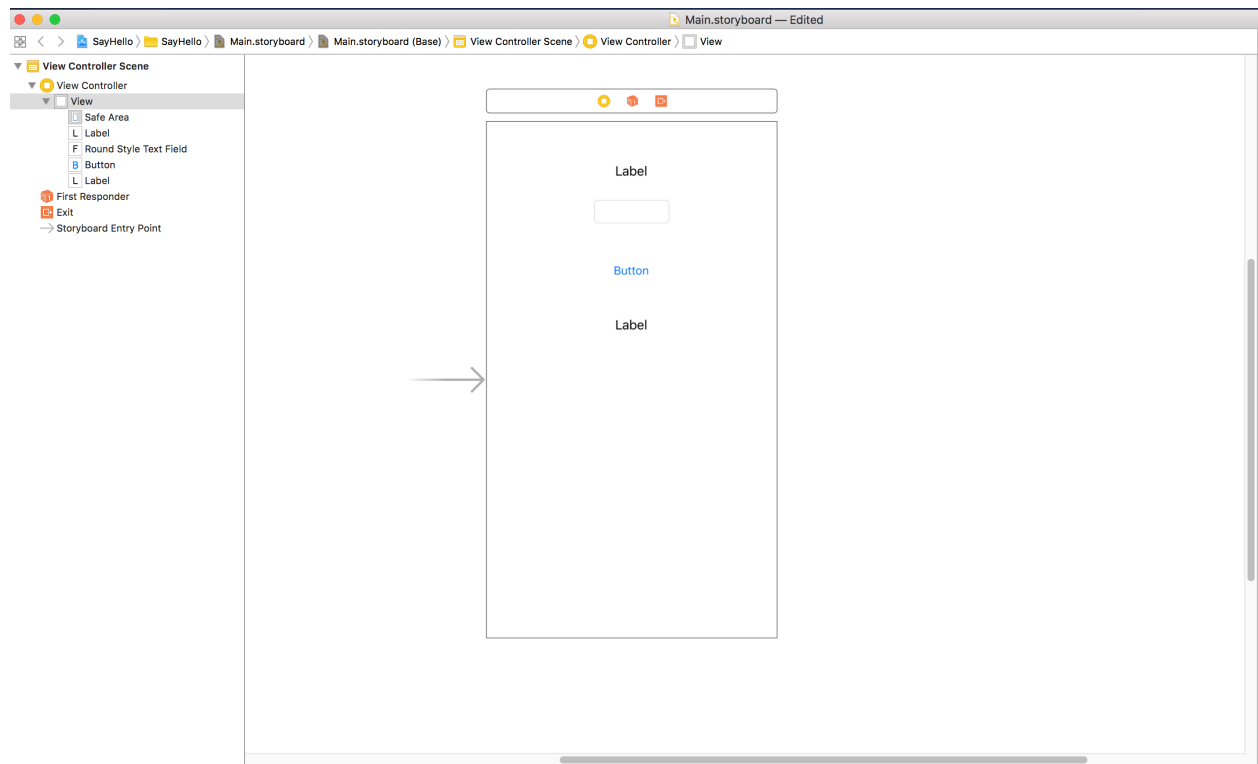 Main.storyboard — Edited
SayHello 〉 SayHello 〉 Main.storyboard 〉 Main.storyboard (Base) 〉 View Controller Scene 〉 View Controller 〉 View
View Controller Scene
View Controller
View
Safe Area
L Label
F Round Style Text Field
B Button
L Label
First Responder
Exit
Storyboard Entry Point
Label
Button
Label